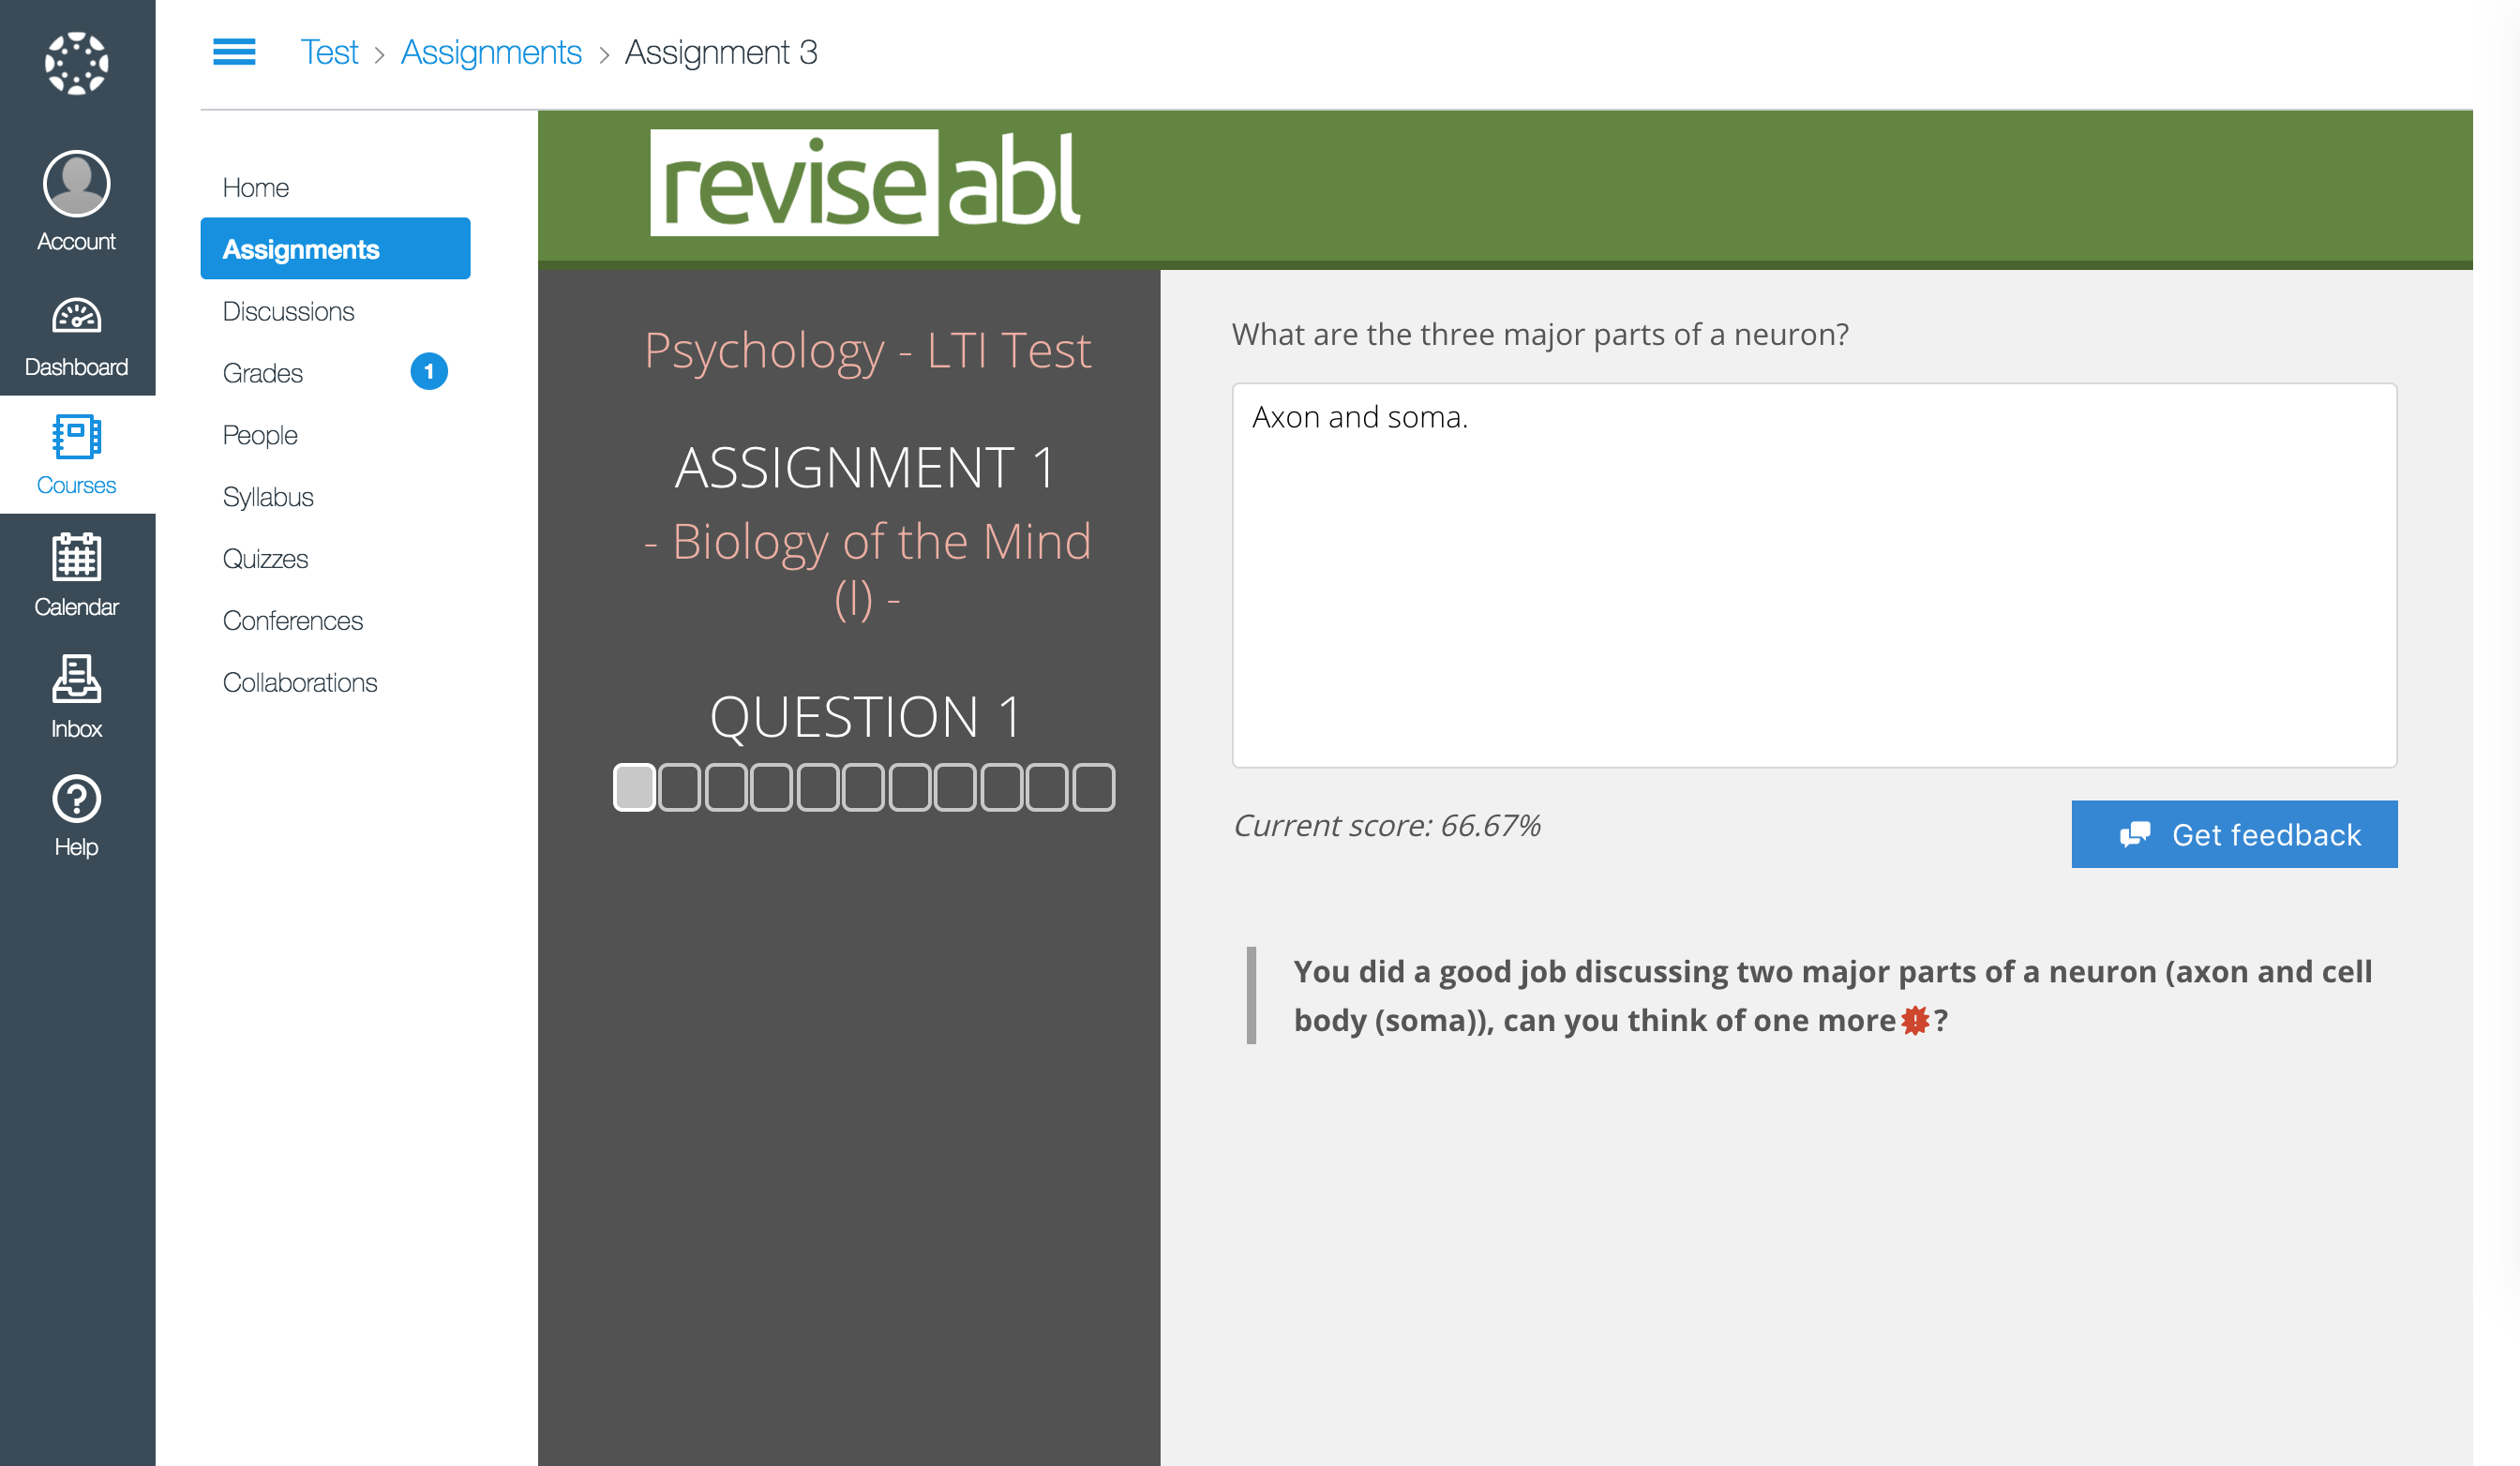 Test > Assignments > Assignment 3
Account
Dashboard
Courses
Calendar
Inbox
Help
Home
Assignments
Discussions
Grades 1
People
Syllabus
Quizzes
Conferences
Collaborations
revise abl
Psychology - LTI Test
ASSIGNMENT 1
- Biology of the Mind
(I) -
QUESTION 1
What are the three major parts of a neuron?
Axon and soma.
Current score: 66.67%
Get feedback
You did a good job discussing two major parts of a neuron (axon and cell
body (soma)), can you think of one more ?